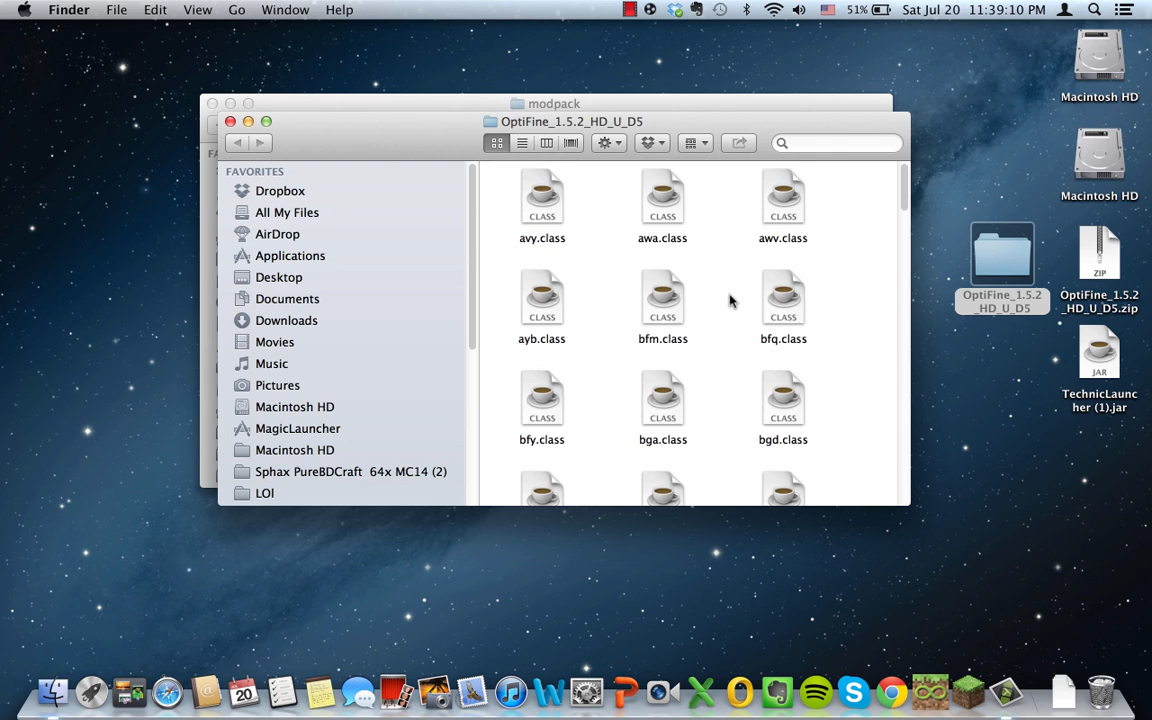 Finder File Edit View Go Window Help 51% Sat Jul 20 11:39:10 PM
Macintosh HD
modpack
OptiFine_1.5.2_HD_U_D5
FAVORITES
Dropbox
All My Files
AirDrop
Applications
Desktop
Documents
Downloads
Movies
Music
Pictures
Macintosh HD
MagicLauncher
Macintosh HD
Sphax PureBDCraft 64x MC14 (2)
LOI
CLASS CLASS CLASS
avy.class awa.class awv.class
CLASS CLASS CLASS
ayb.class bfm.class bfq.class
CLASS CLASS CLASS
bfy.class bga.class bgd.class
Macintosh HD
ZIP
OptiFine_1.5.2
_HD_U_D5
OptiFine_1.5.2
_HD_U_D5.zip
JAR
TechnicLaunc
her (1).jar
20